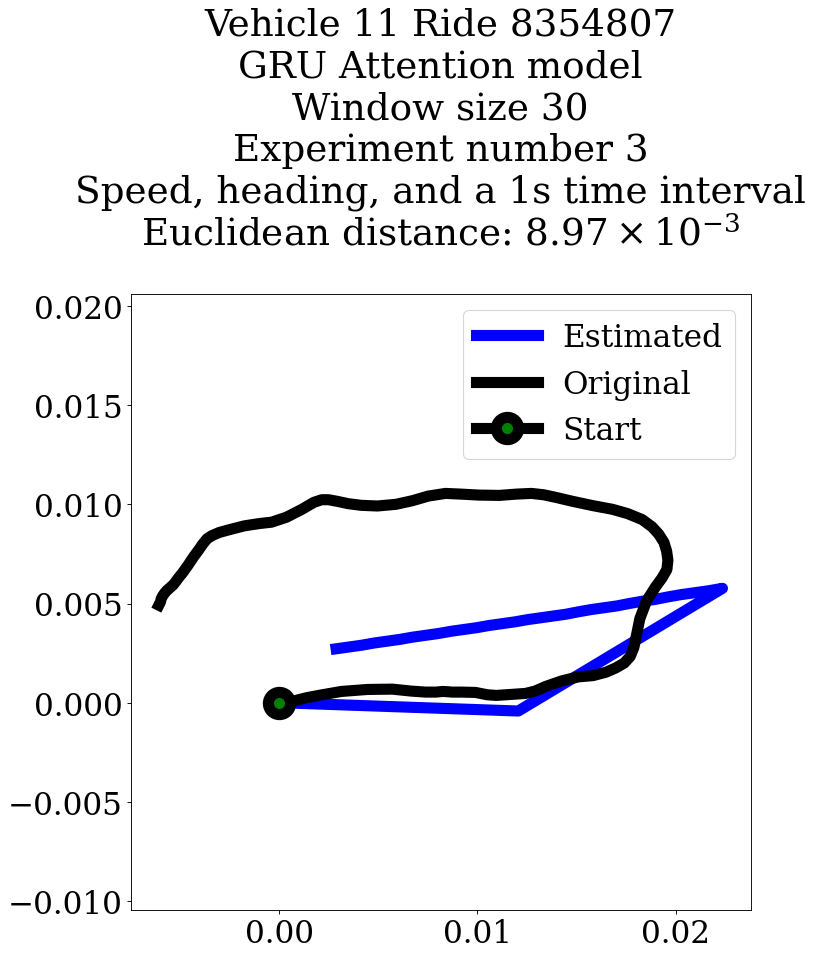 Vehicle 11 Ride 8354807
GRU Attention model
Window size 30
Experiment number 3
Speed, heading, and a 1s time interval
Euclidean distance: 8.97 × 10⁻³
Estimated
Original
Start
0.020
0.015
0.010
0.005
0.000
−0.005
−0.010
0.00 0.01 0.02